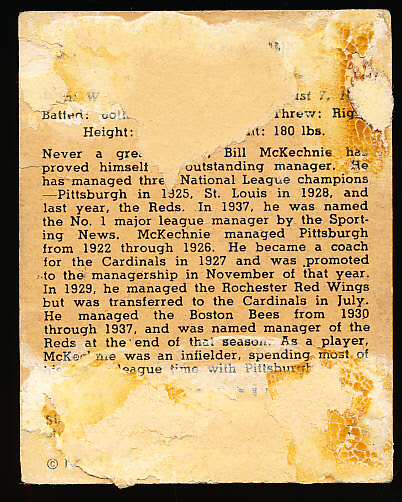 ust 7,
Batted: Threw:
Height: 180 lbs.
Never a Bill McKechnie has
proved himself outstanding manager. He
has managed three National League champions
—Pittsburgh in 1925, St. Louis in 1928, and
last year, the Reds. In 1937, he was named
the No. 1 major league manager by the Sport-
ing News. McKechnie managed Pittsburgh
from 1922 through 1926. He became a coach
for the Cardinals in 1927 and was promoted
to the managership in November of that year.
In 1929, he managed the Rochester Red Wings
but was transferred to the Cardinals in July.
He managed the Boston Bees from 1930
through 1937, and was named manager of the
Reds at the end of that season. As a player,
McKechnie was an infielder, spending most of
league time with Pittsburgh
©